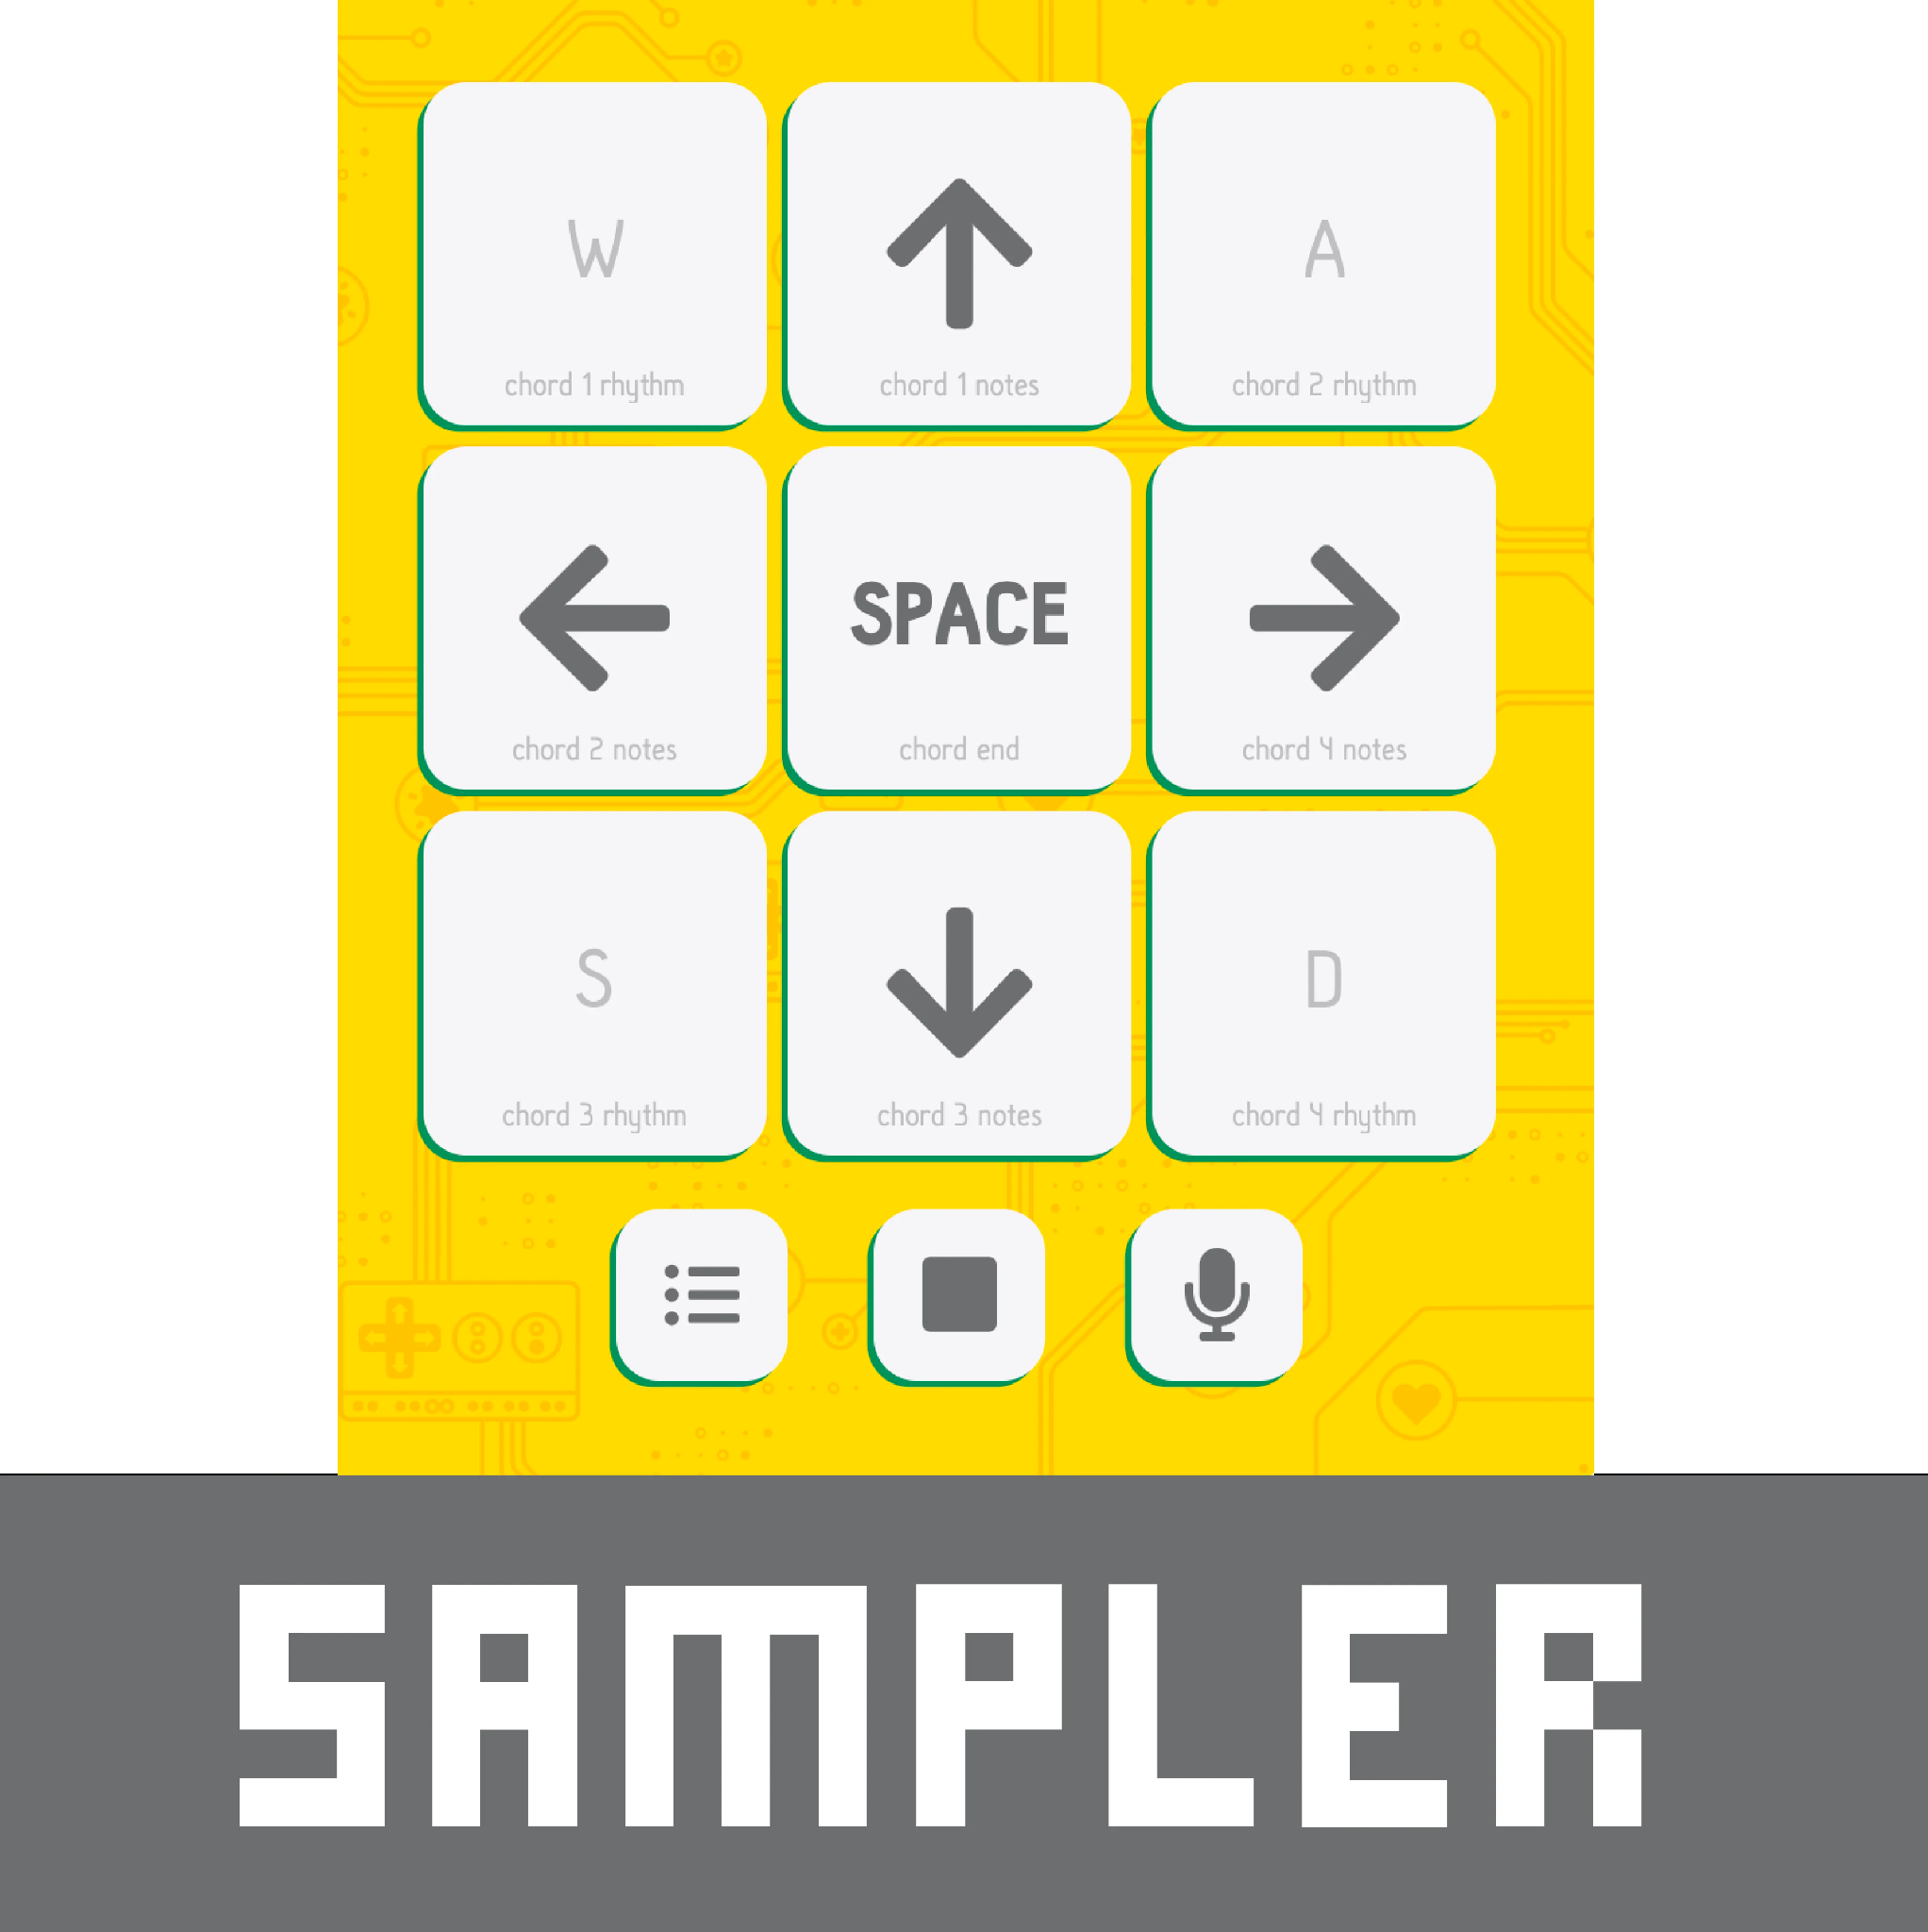 W
A
chord 1 rhythm
chord 1 notes
chord 2 rhythm
SPACE
chord 2 notes
chord end
chord 4 notes
S
D
chord 3 rhythm
chord 3 notes
chord 4 rhythm
SAMPLER